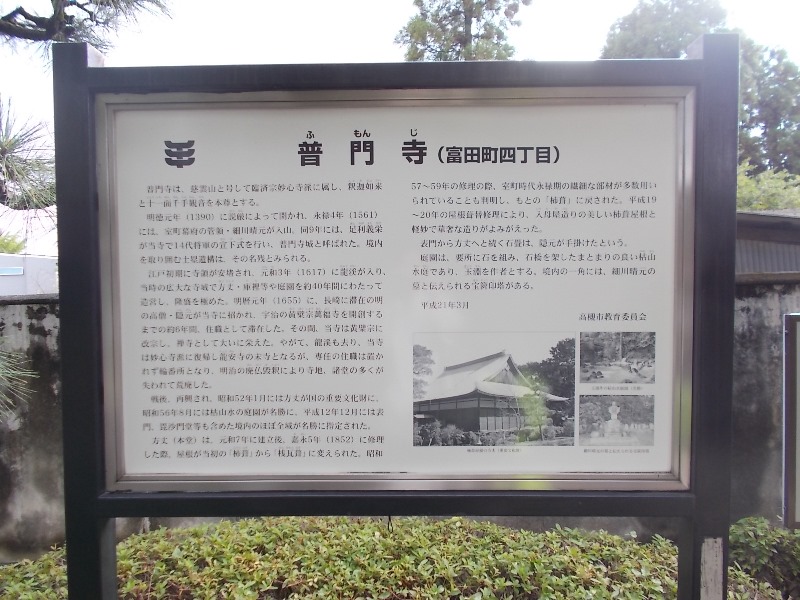 ふ もん じ
普門寺(富田町四丁目)
普門寺は、慈雲山と号して臨済宗妙心寺派に属し、釈迦如来
と十一面千手観音を本尊とする。
明徳元年(1390)に説厳によって開かれ、永禄4年(1561)
には、室町幕府の管領・細川晴元が入山、同9年には、足利義栄
が当寺で14代将軍の宣下式を行い、普門寺城と呼ばれた。境内
を取り囲む土塁遺構は、その名残とみられる。
江戸初期に寺領が安堵され、元和3年(1617)に龍渓が入り、
当時の広大な寺域で方丈・庫裡等や庭園を約40年間にわたって
造営し、隆盛を極めた。明暦元年(1655)に、長崎に滞在の明
の高僧・隠元が当寺に招かれ、宇治の黄檗宗萬福寺を開創する
までの約6年間、住職として滞在した。その間、当寺は黄檗宗に
改宗し、禅寺として大いに栄えた。やがて、龍渓も去り、当寺
は妙心寺派に復帰し龍安寺の末寺となるが、専任の住職は置か
れず輪番所となり、明治の廃仏毀釈により寺地、諸堂の多くが
失われて荒廃した。
戦後、再興され、昭和52年1月には方丈が国の重要文化財に、
昭和56年8月には枯山水の庭園が名勝に、平成12年12月には表
門、毘沙門堂等も含めた境内のほぼ全域が名勝に指定された。
方丈(本堂)は、元和7年に建立後、嘉永5年(1852)に修理
した際、屋根が当初の「杮葺」から「桟瓦葺」に変えられた。昭和
57~59年の修理の際、室町時代永禄期の繊細な部材が多数用い
られていることも判明し、もとの「杮葺」に戻された。平成19
~20年の屋根葺替修理により、入母屋造りの美しい杮葺屋根と
軽妙で華奢な造りがよみがえった。
表門から方丈へと続く石畳は、隠元が手掛けたという。
庭園は、要所に石を組み、石橋を架したまとまりの良い枯山
水庭であり、玉淵を作者とする。境内の一角には、細川晴元の
墓と伝えられる宝篋印塔がある。
平成21年3月
高槻市教育委員会